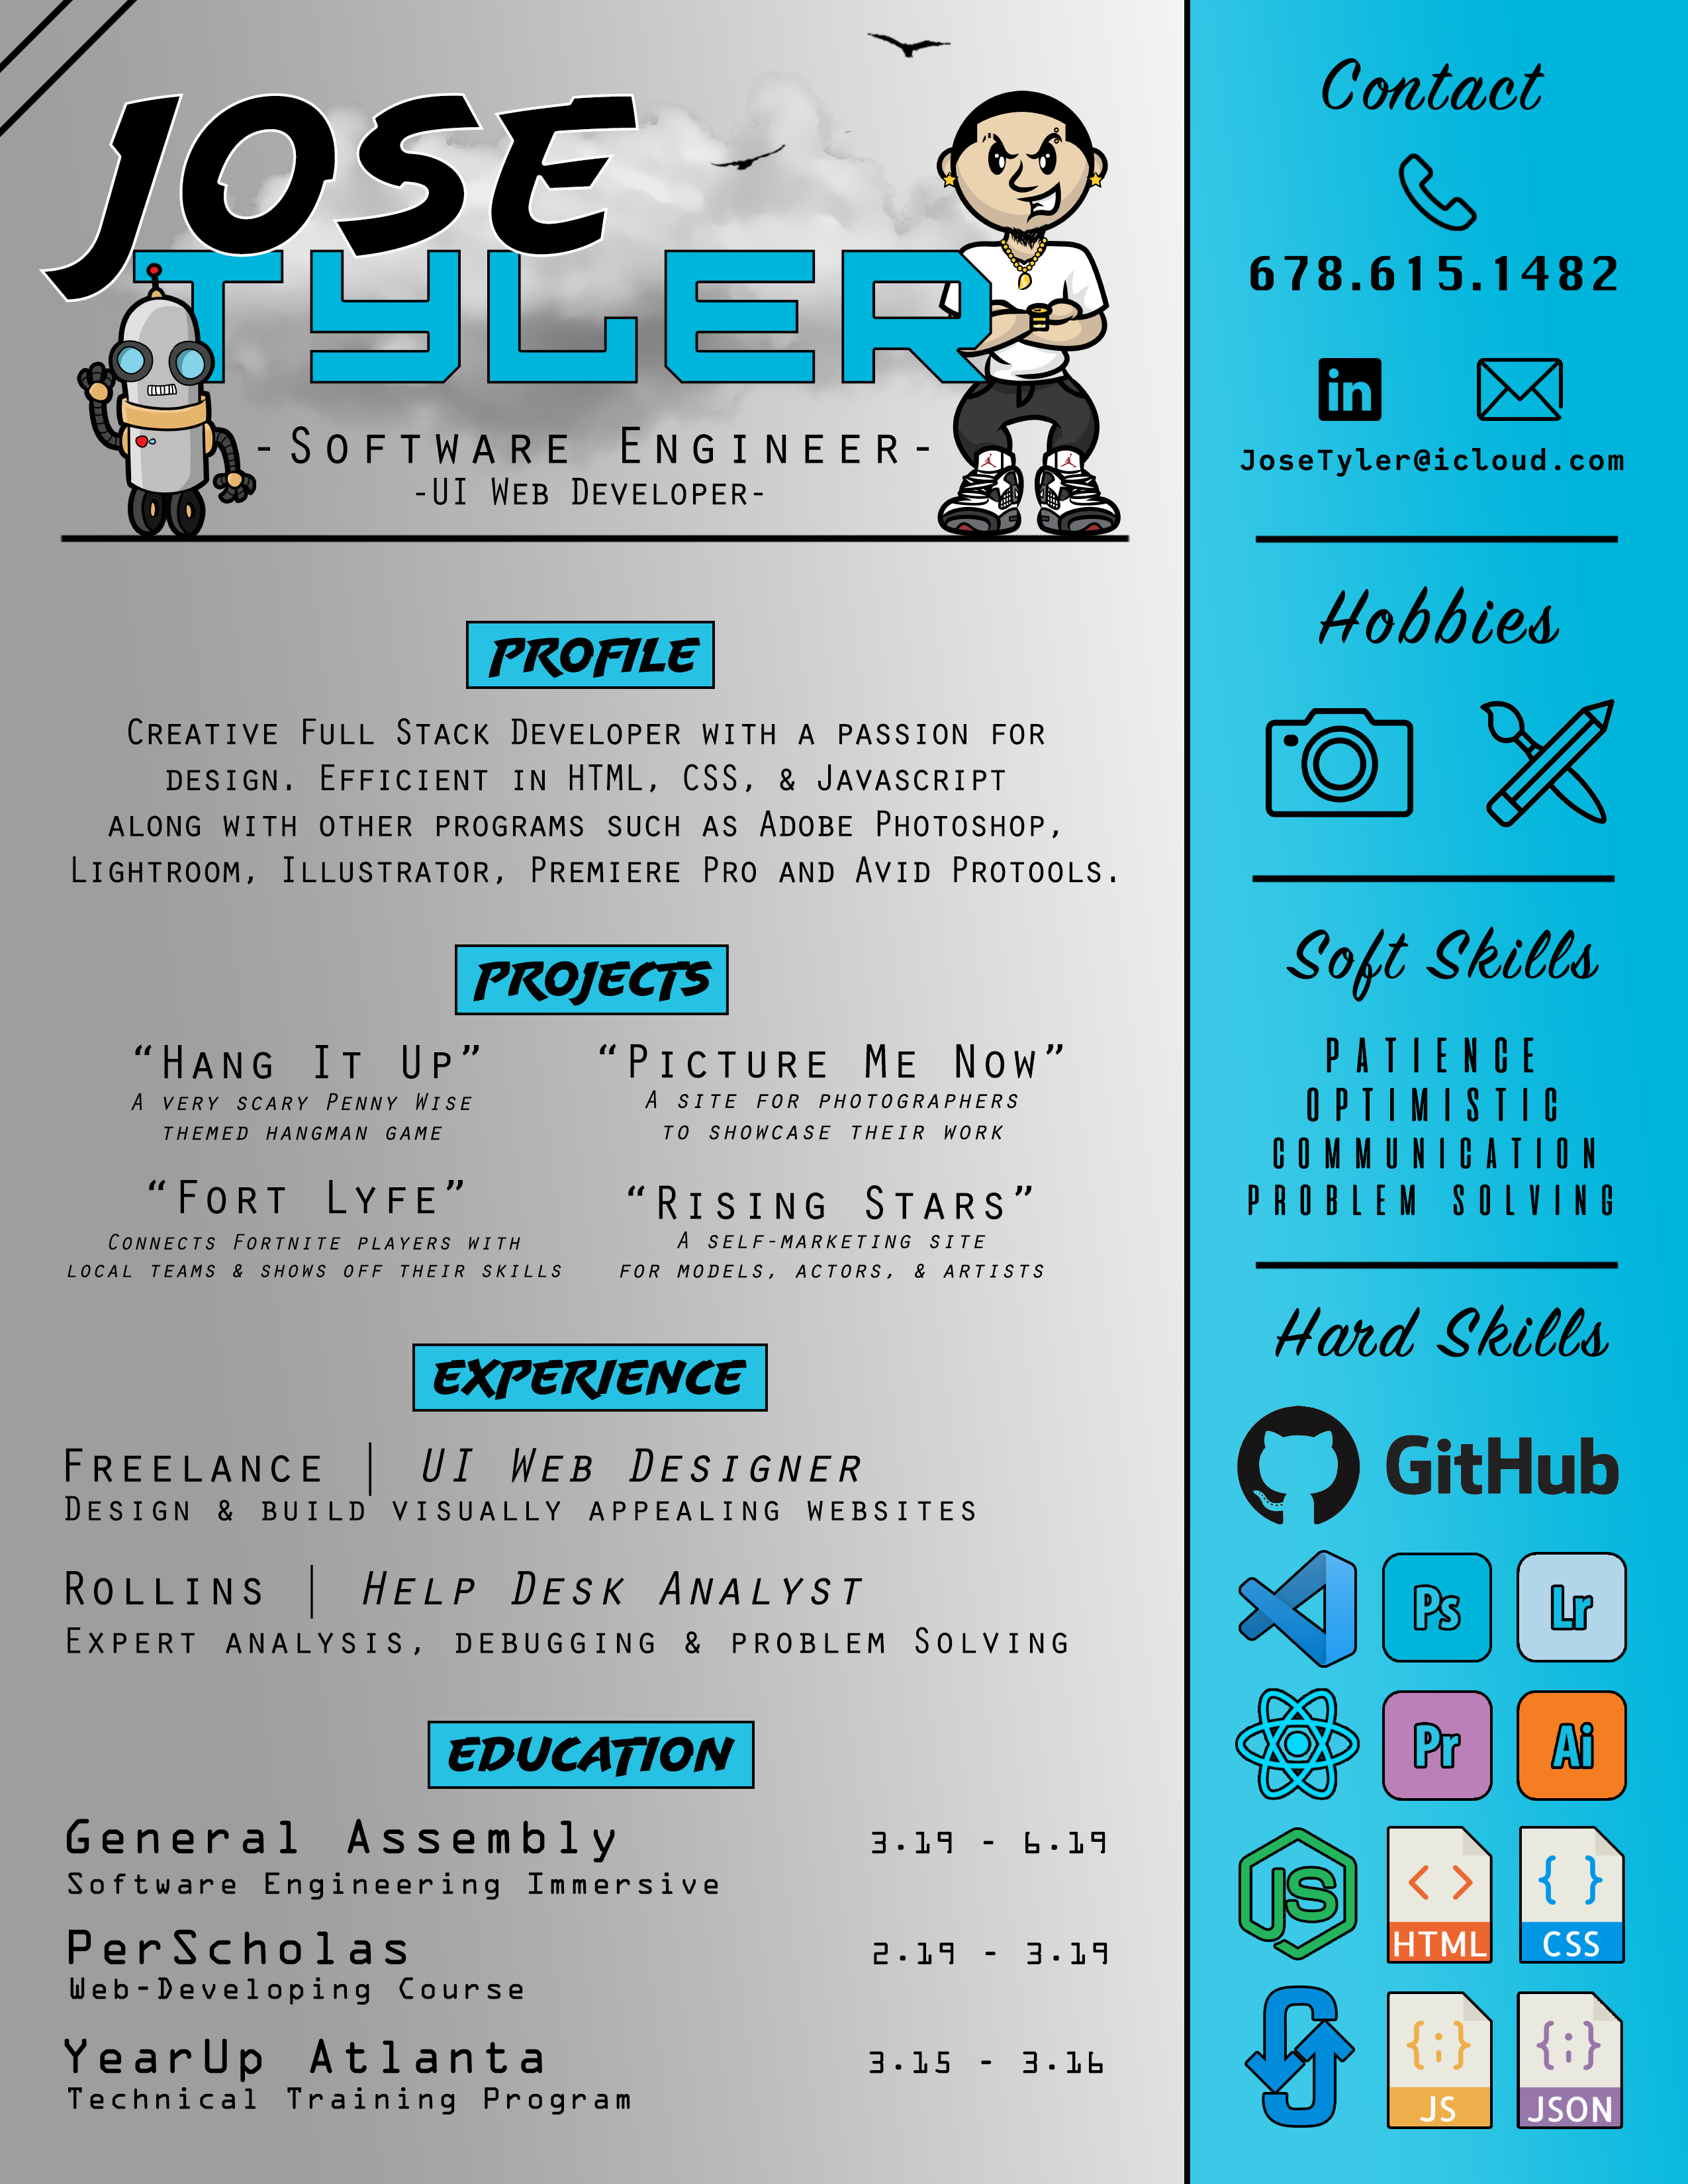 JOSE
TYLER
-Software Engineer-
-UI Web Developer-
PROFILE
Creative Full Stack Developer with a passion for
design. Efficient in HTML, CSS, & Javascript
along with other programs such as Adobe Photoshop,
Lightroom, Illustrator, Premiere Pro and Avid Protools.
PROJECTS
“Hang It Up”
A very scary Penny Wise
themed hangman game
“Picture Me Now”
A site for photographers
to showcase their work
“Fort Lyfe”
Connects Fortnite players with
local teams & shows off their skills
“Rising Stars”
A self-marketing site
for models, actors, & artists
EXPERIENCE
Freelance | UI Web Designer
Design & build visually appealing websites
Rollins | Help Desk Analyst
Expert analysis, debugging & problem Solving
EDUCATION
General Assembly 3.19 - 6.19
Software Engineering Immersive
PerScholas 2.19 - 3.19
Web-Developing Course
YearUp Atlanta 3.15 - 3.16
Technical Training Program
Contact
678.615.1482
in
JoseTyler@icloud.com
Hobbies
Soft Skills
PATIENCE
OPTIMISTIC
COMMUNICATION
PROBLEM SOLVING
Hard Skills
GitHub
Ps Lr
Pr Ai
JS
< > { }
HTML CSS
{;} {;}
JS JSON